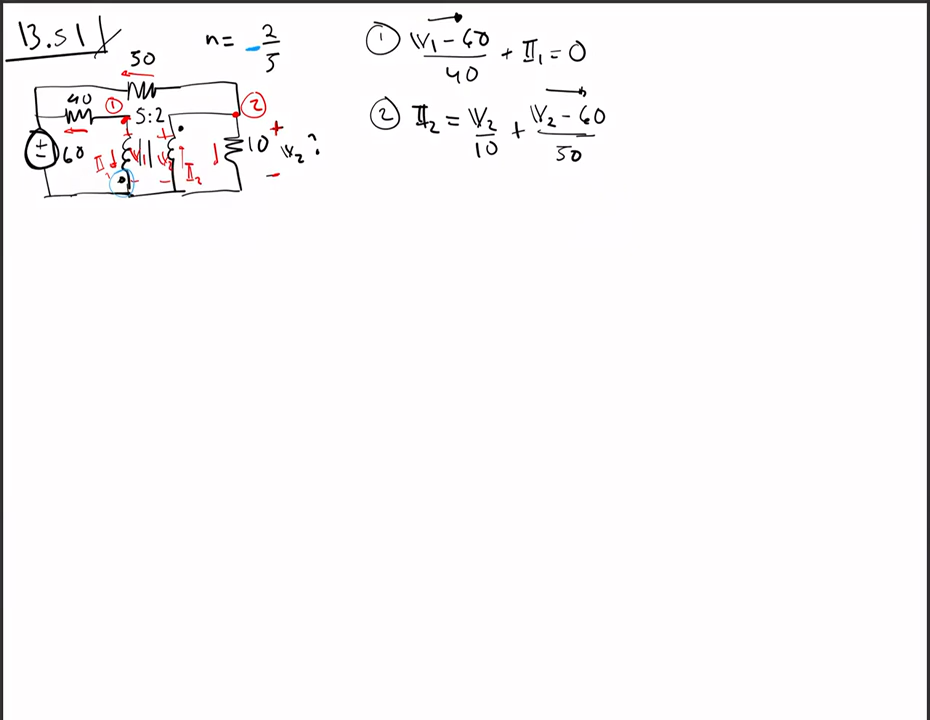 13.51
n = -2/5
50
40
① 5:2 ②
60
I₁ V₁ V₂ I₂ 10 + V₂ ? -
① (V₁ - 60)/40 + I₁ = 0
② I₂ = V₂/10 + (V₂ - 60)/50